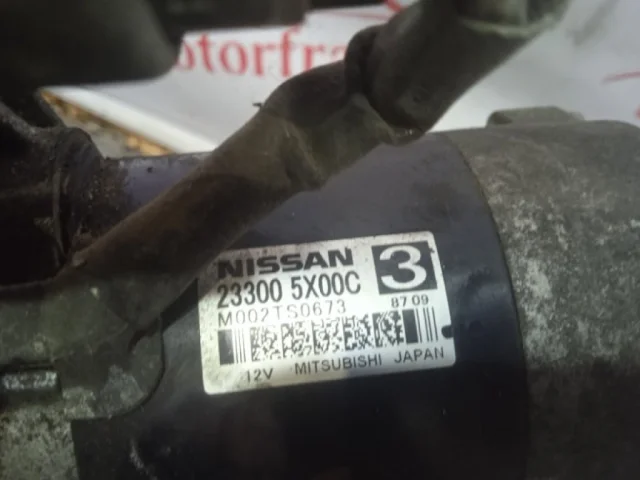 otorfra
NISSAN 3
23300 5X00C
M002TS0673 8709
12V MITSUBISHI JAPAN